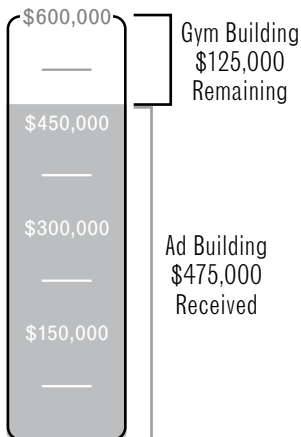 $600,000
Gym Building
$125,000
Remaining
$450,000
$300,000
Ad Building
$475,000
Received
$150,000